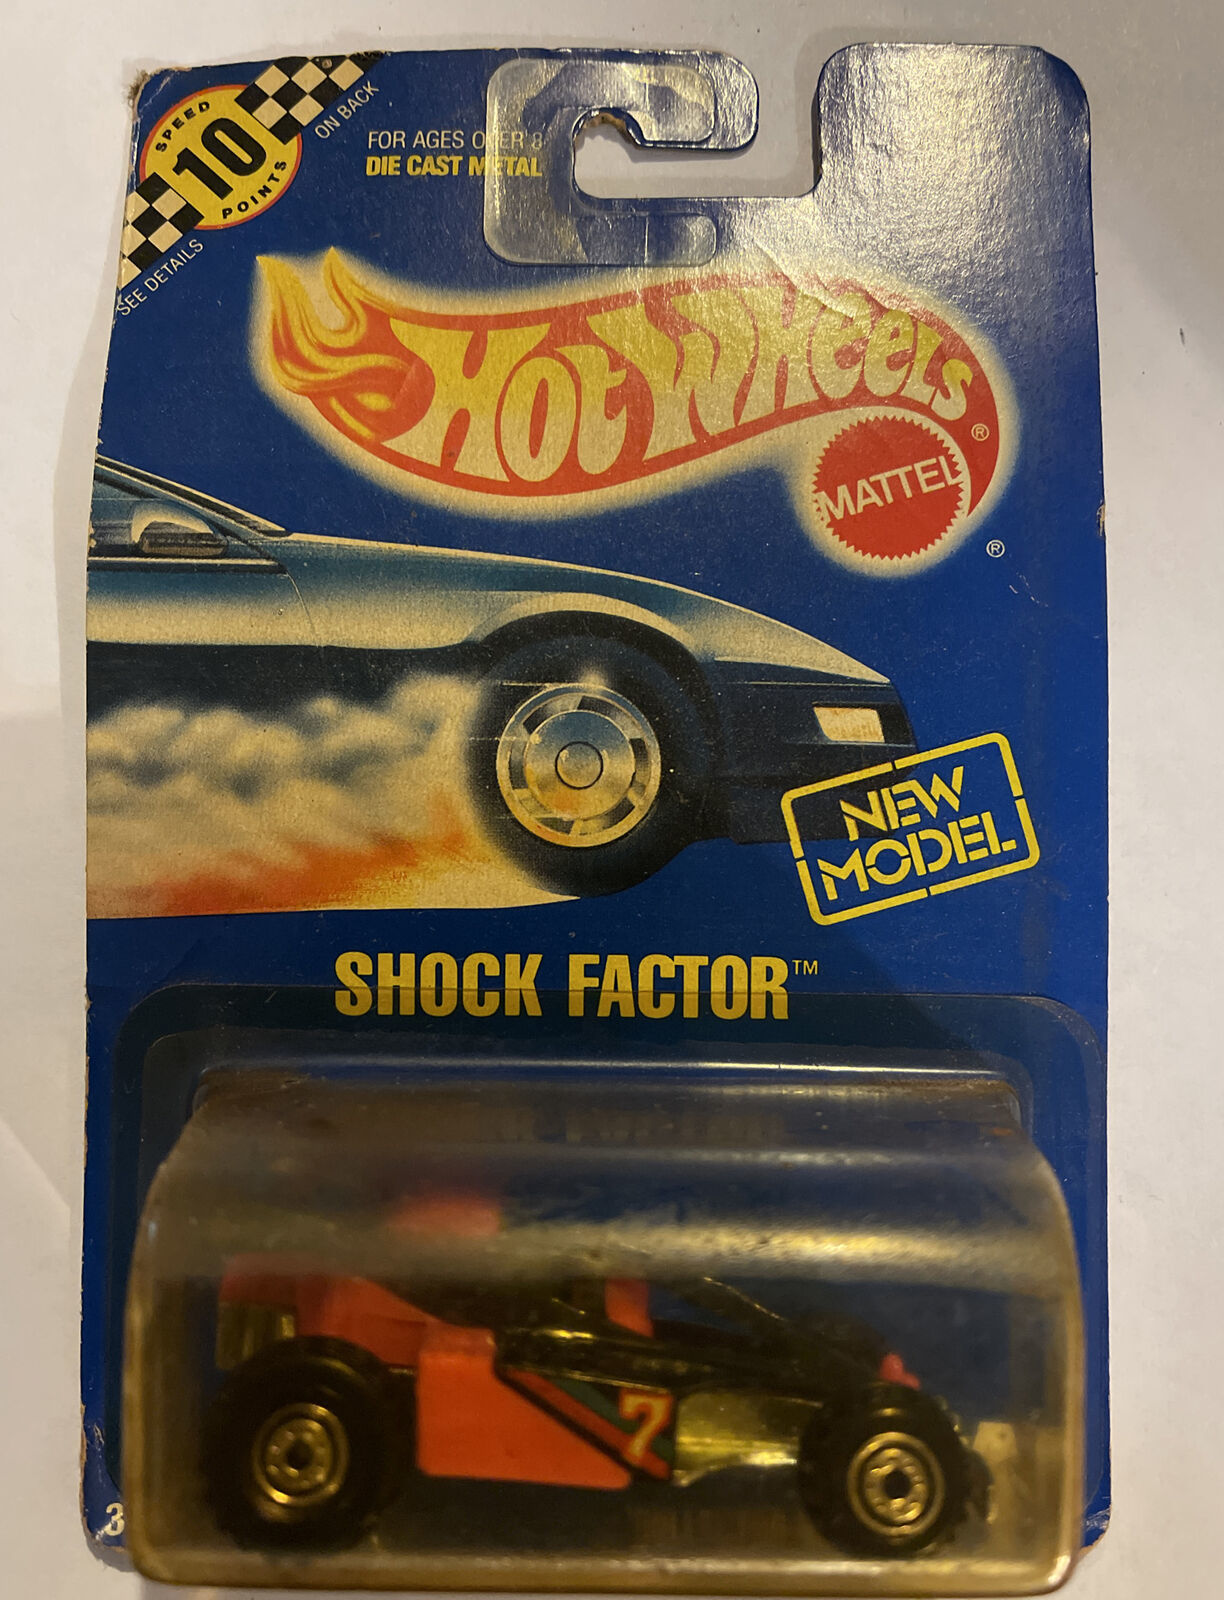 SPEED
10
POINTS
ON BACK
SEE DETAILS
FOR AGES OVER 8
DIE CAST METAL
Hot Wheels ®
MATTEL
®
NEW
MODEL
SHOCK FACTOR™
7
3